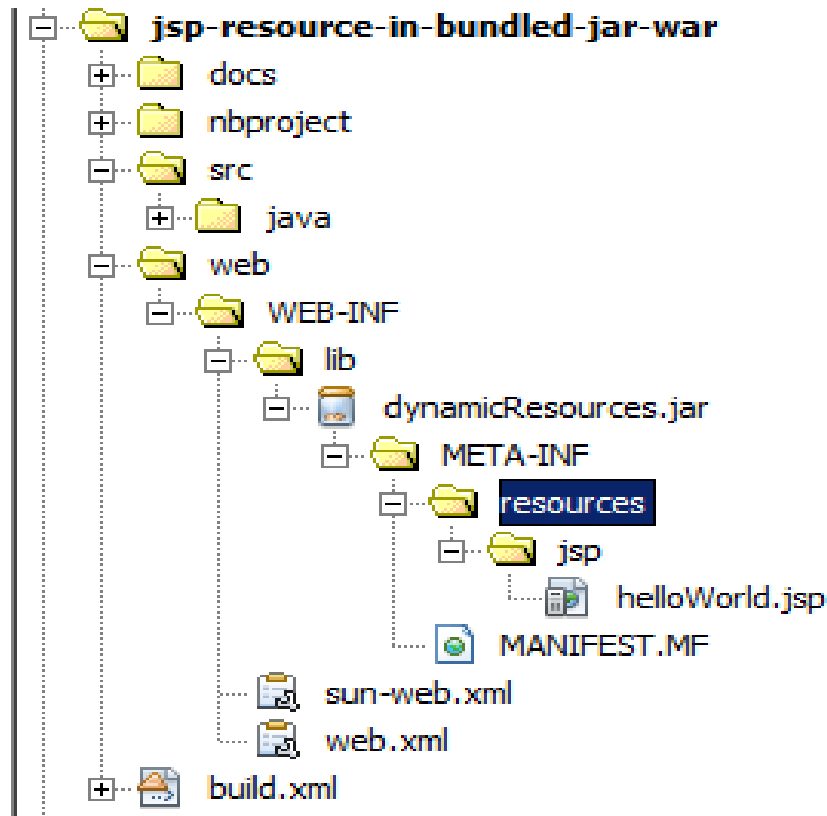 jsp-resource-in-bundled-jar-war
docs
nbproject
src
java
web
WEB-INF
lib
dynamicResources.jar
META-INF
resources
jsp
helloWorld.jsp
MANIFEST.MF
sun-web.xml
web.xml
build.xml